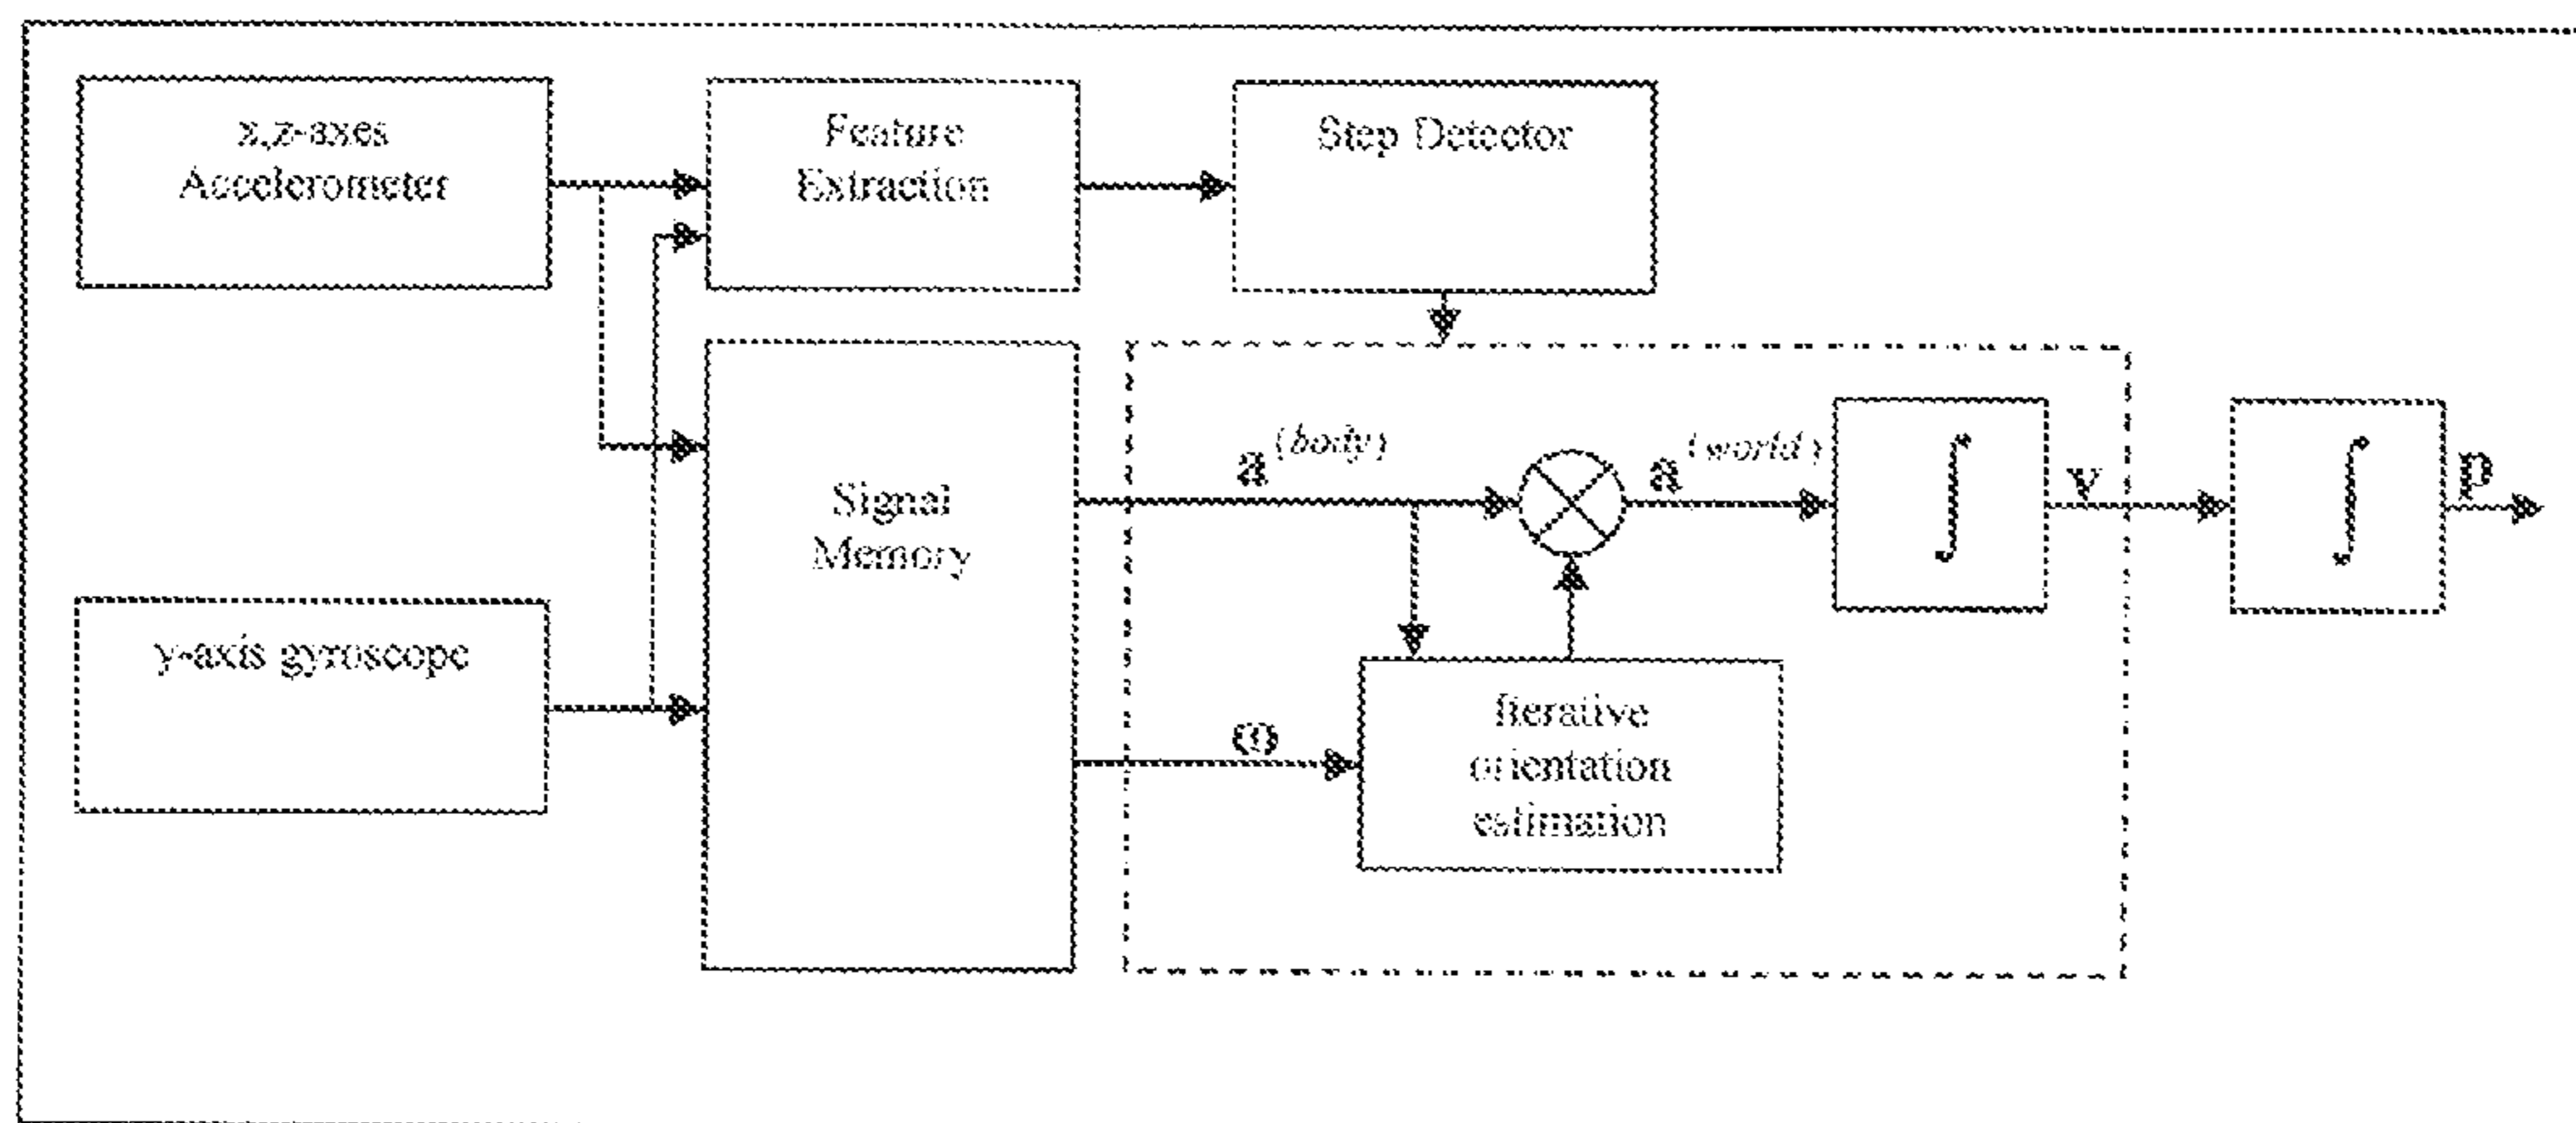 x,z-axes
Accelerometer
Feature
Extraction
Step Detector
Signal
Memory
y-axis gyroscope
a(body)
a(world)
∫
v
∫
p
ω
Iterative
orientation
estimation